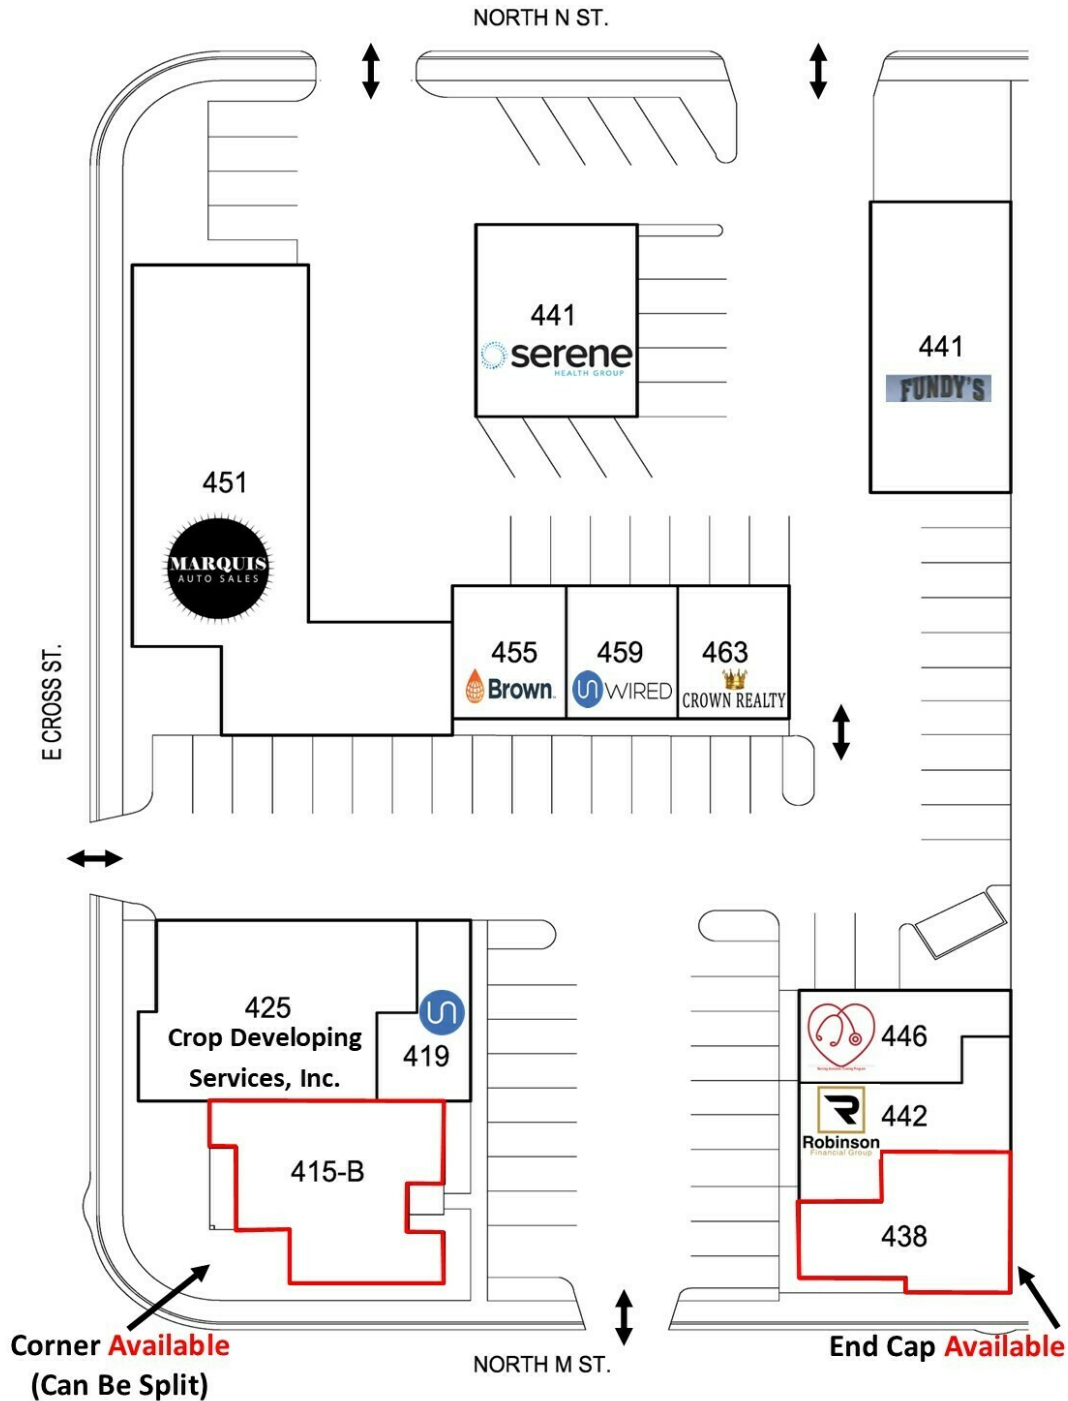 NORTH N ST.
441
serene
HEALTH GROUP
441
FUNDY'S
451
MARQUIS
AUTO SALES
E CROSS ST.
455
Brown
459
un WIRED
463
CROWN REALTY
425
Crop Developing
Services, Inc.
un
419
446
442
R
Robinson
Financial Group
415-B
438
Corner Available
(Can Be Split)
End Cap Available
NORTH M ST.